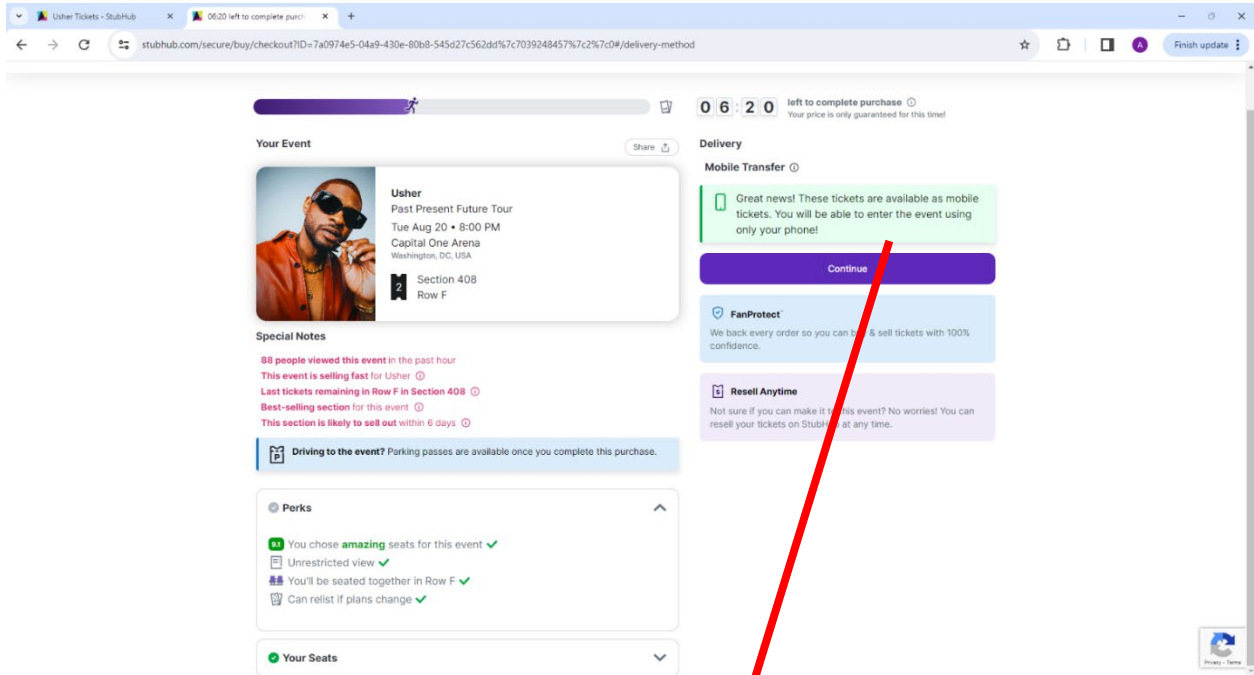 Usher Tickets - StubHub
06:20 left to complete purch
stubhub.com/secure/buy/checkout?ID=7a0974e5-04a9-430e-80b8-545d27c562dd%7c7039248457%7c2%7c0#/delivery-method
A
Finish update
06:20
left to complete purchase
Your price is only guaranteed for this time!
Your Event
Share
Usher
Past Present Future Tour
Tue Aug 20 • 8:00 PM
Capital One Arena
Washington, DC, USA
2
Section 408
Row F
Special Notes
88 people viewed this event in the past hour
This event is selling fast for Usher
Last tickets remaining in Row F in Section 408
Best-selling section for this event
This section is likely to sell out within 6 days
P
Driving to the event? Parking passes are available once you complete this purchase.
Perks
9.1
You chose amazing seats for this event
Unrestricted view
You'll be seated together in Row F
Can relist if plans change
Your Seats
Delivery
Mobile Transfer
Great news! These tickets are available as mobile
tickets. You will be able to enter the event using
only your phone!
Continue
FanProtect
We back every order so you can buy & sell tickets with 100%
confidence.
Resell Anytime
Not sure if you can make it to this event? No worries! You can
resell your tickets on StubHub at any time.
Privacy - Terms